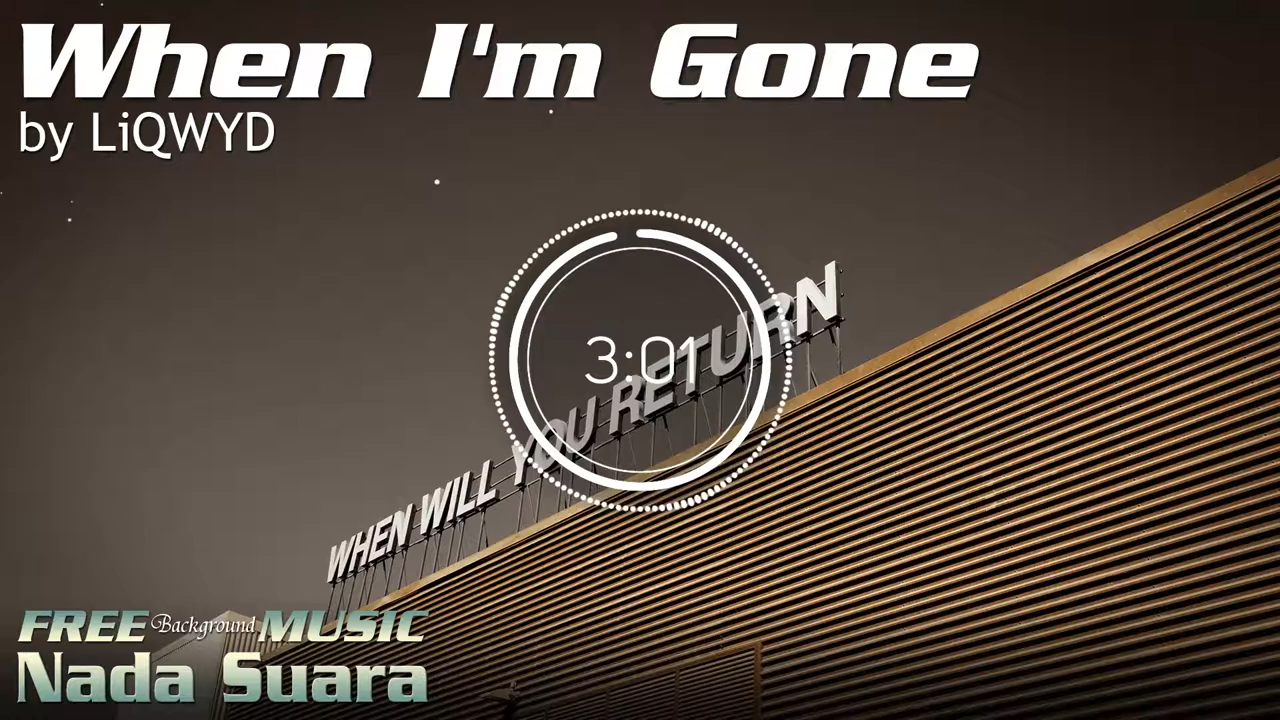 When I'm Gone
by LiQWYD
3:01
WHEN WILL YOU RETURN
FREE Background MUSIC
Nada Suara